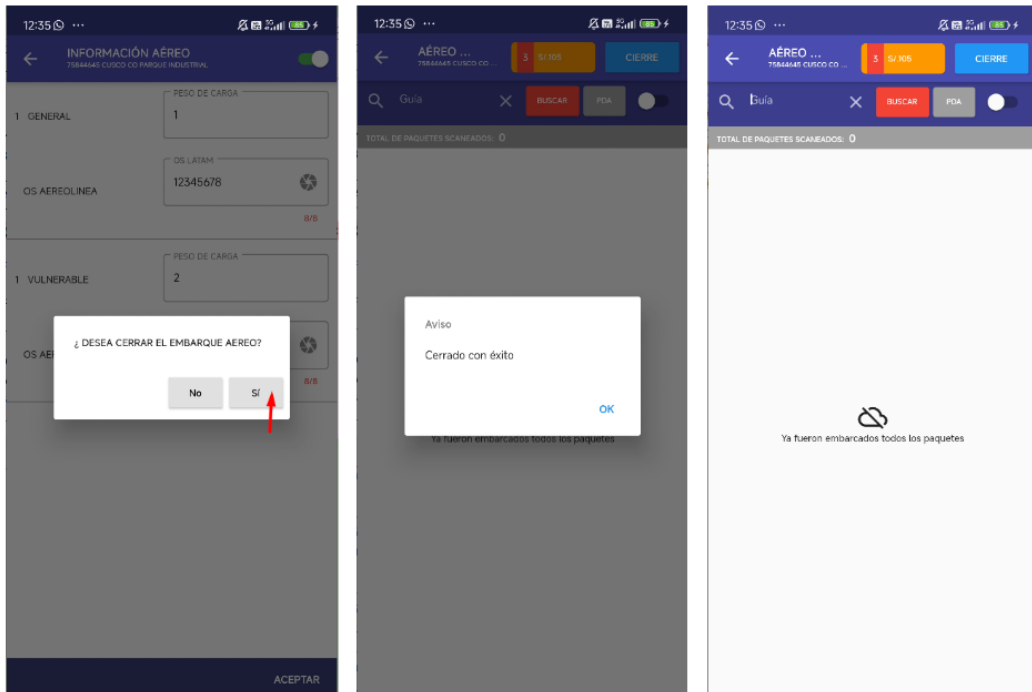 12:35
INFORMACIÓN AÉREO
75844645 CUSCO CO PARQUE INDUSTRIAL
1 GENERAL
PESO DE CARGA
1
OS AEREOLINEA
OS LATAM
12345678
8/8
1 VULNERABLE
PESO DE CARGA
2
OS AE
8/8
¿ DESEA CERRAR EL EMBARQUE AEREO?
No
Sí
ACEPTAR
12:35
85
AÉREO ...
75844645 CUSCO CO ...
3 S/.105
CIERRE
Guía
BUSCAR
PDA
TOTAL DE PAQUETES SCANEADOS: 0
Aviso
Cerrado con éxito
OK
Ya fueron embarcados todos los paquetes
12:35
85
AÉREO ...
75844645 CUSCO CO ...
3 S/.105
CIERRE
Guía
BUSCAR
PDA
TOTAL DE PAQUETES SCANEADOS: 0
Ya fueron embarcados todos los paquetes